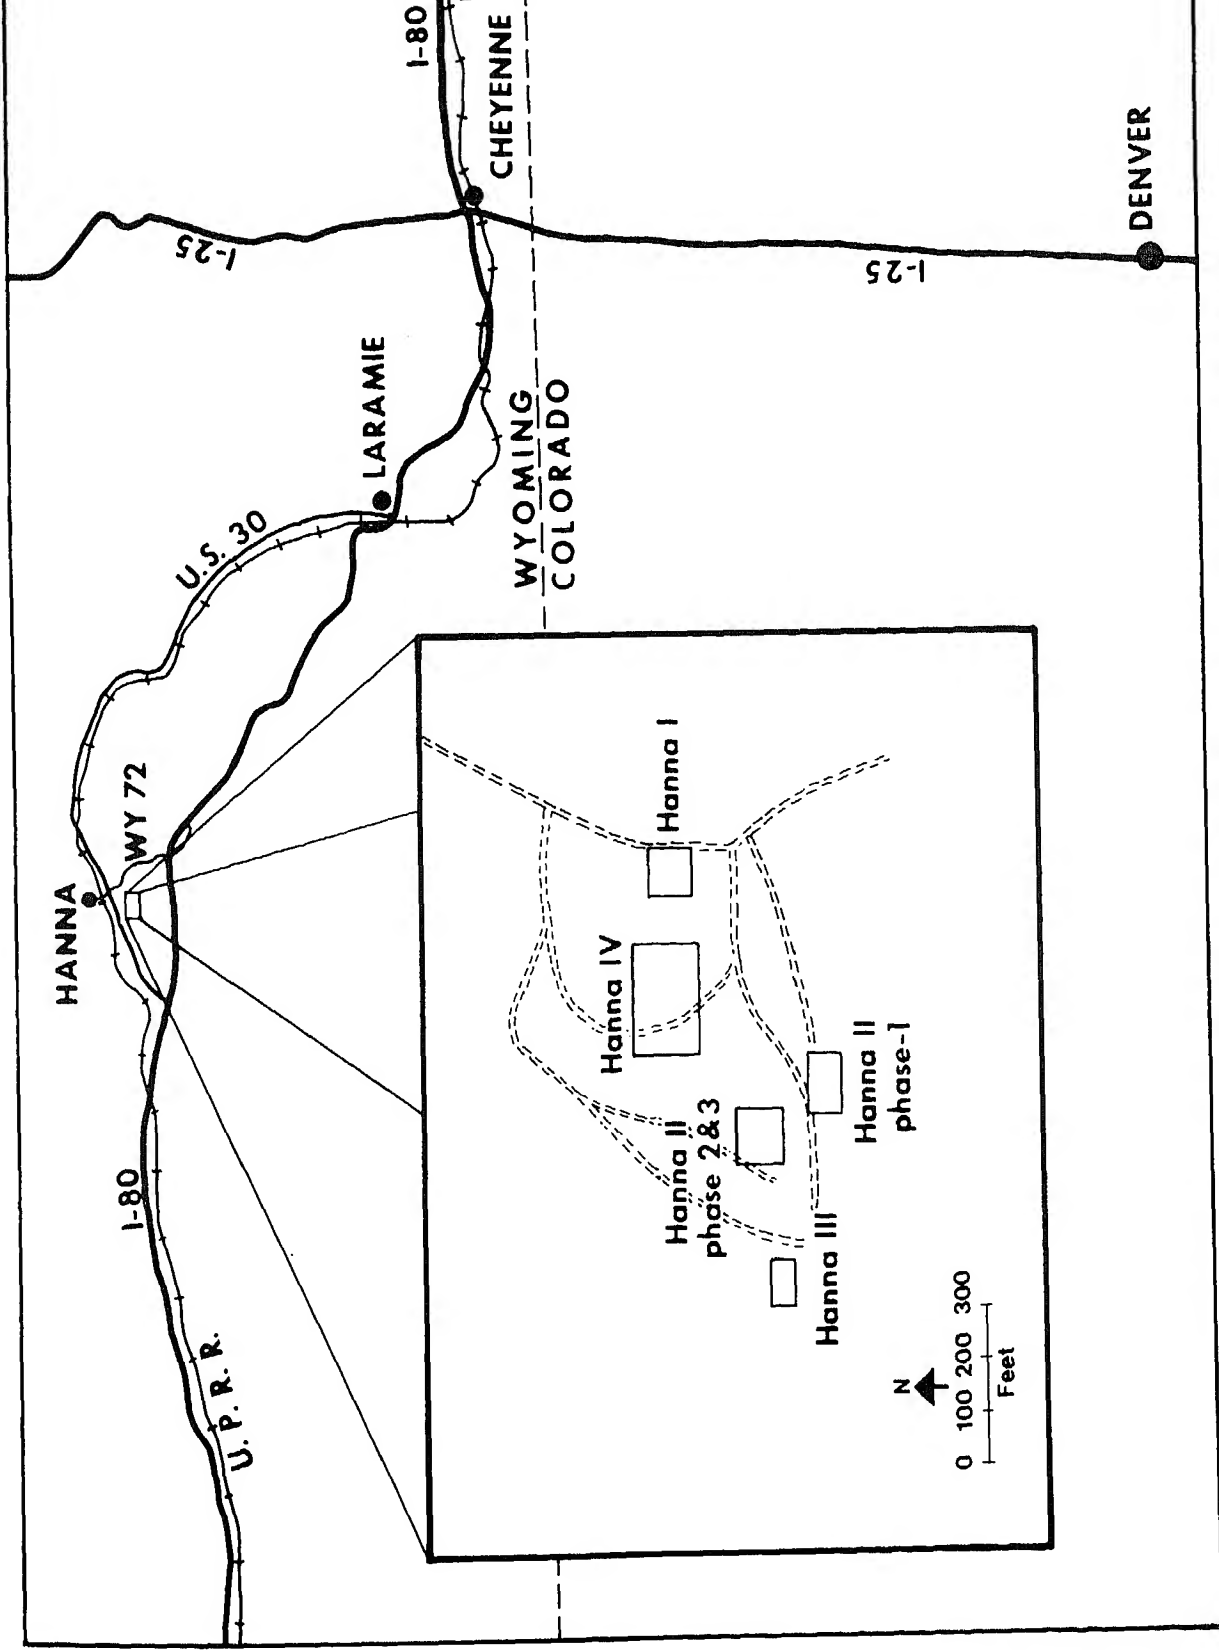 HANNA
WY 72
U.S. 30
LARAMIE
I-25
I-80
CHEYENNE
I-80
U. P. R. R.
WYOMING
COLORADO
I-25
DENVER
Hanna IV
Hanna I
Hanna II
phase 2&3
Hanna III
Hanna II
phase-I
N
0 100 200 300
Feet